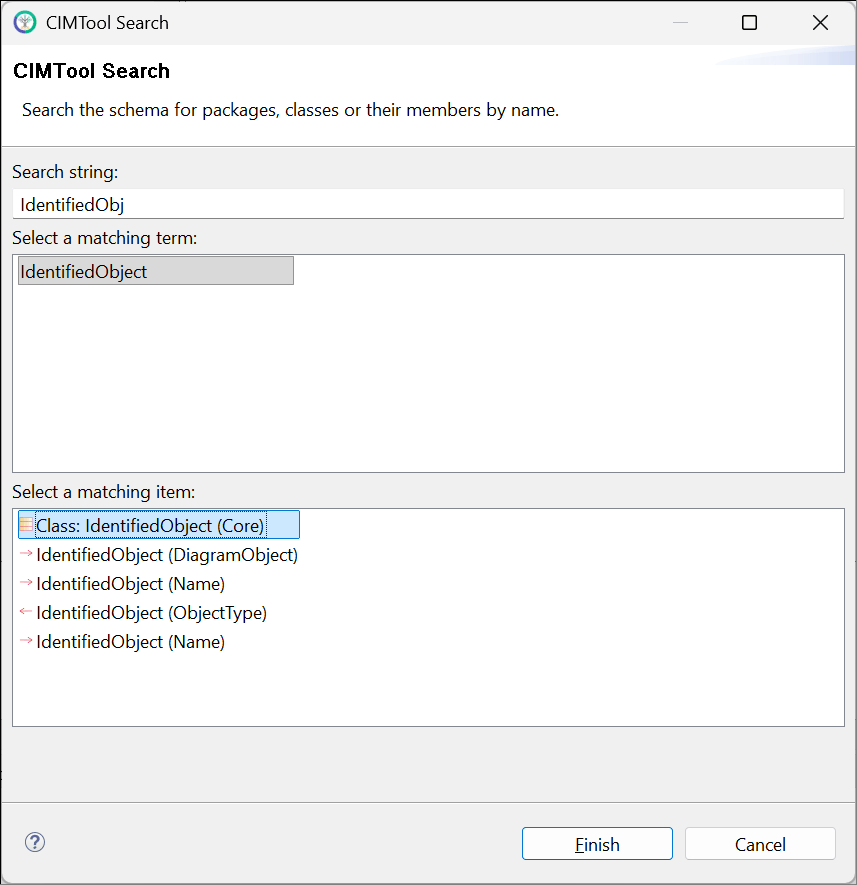 CIMTool Search
CIMTool Search
Search the schema for packages, classes or their members by name.
Search string:
IdentifiedObj
Select a matching term:
IdentifiedObject
Select a matching item:
Class: IdentifiedObject (Core)
IdentifiedObject (DiagramObject)
IdentifiedObject (Name)
IdentifiedObject (ObjectType)
IdentifiedObject (Name)
?
Finish
Cancel